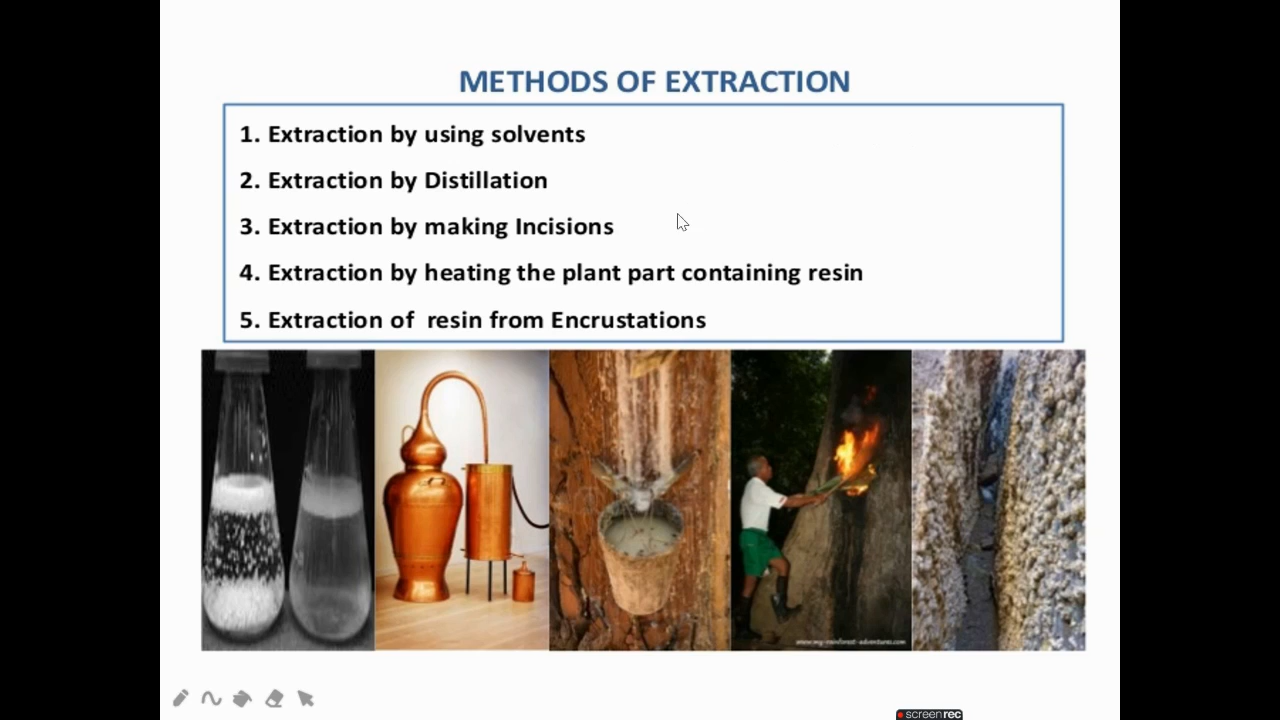 METHODS OF EXTRACTION
1. Extraction by using solvents
2. Extraction by Distillation
3. Extraction by making Incisions
4. Extraction by heating the plant part containing resin
5. Extraction of  resin from Encrustations
www.my-rainforest-adventures.com
screenrec